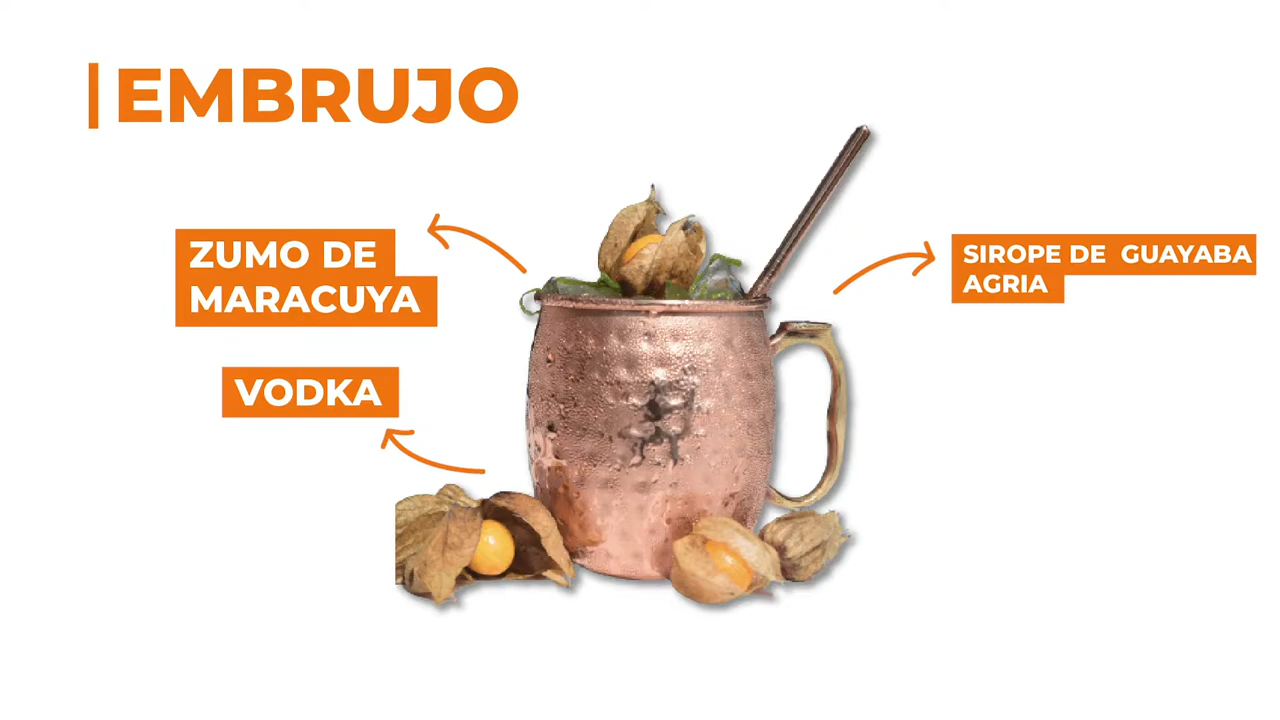 EMBRUJO
ZUMO DE
MARACUYA
VODKA
SIROPE DE GUAYABA
AGRIA